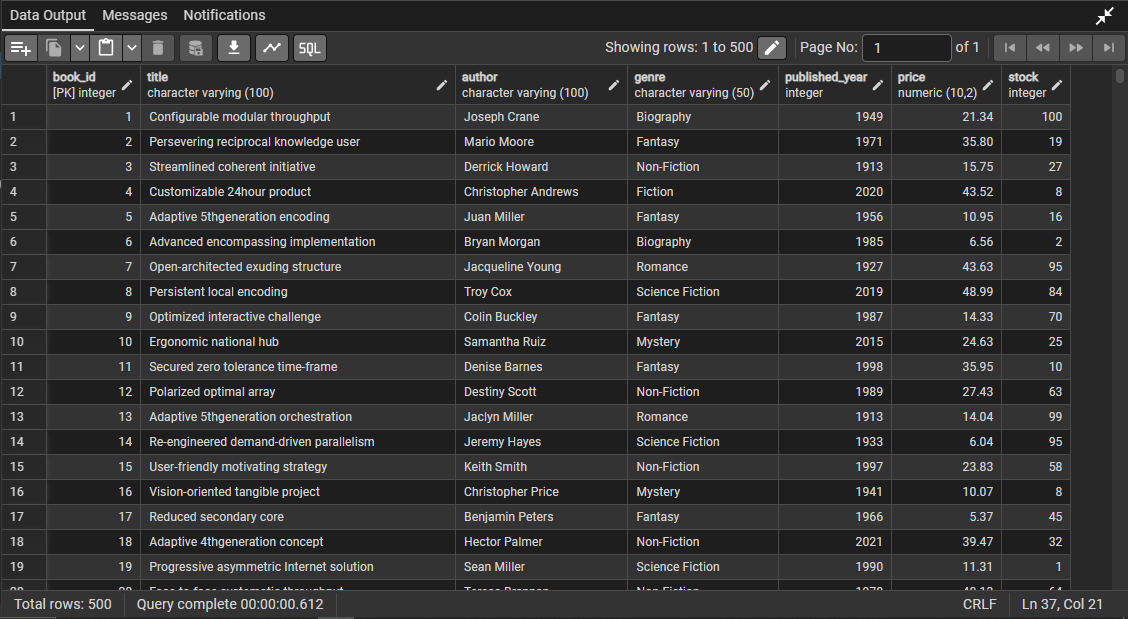 Data Output Messages Notifications
SQL Showing rows: 1 to 500 Page No: 1 of 1
book_id title author genre published_year price stock
[PK] integer character varying (100) character varying (100) character varying (50) integer numeric (10,2) integer
1 1 Configurable modular throughput Joseph Crane Biography 1949 21.34 100
2 2 Persevering reciprocal knowledge user Mario Moore Fantasy 1971 35.80 19
3 3 Streamlined coherent initiative Derrick Howard Non-Fiction 1913 15.75 27
4 4 Customizable 24hour product Christopher Andrews Fiction 2020 43.52 8
5 5 Adaptive 5thgeneration encoding Juan Miller Fantasy 1956 10.95 16
6 6 Advanced encompassing implementation Bryan Morgan Biography 1985 6.56 2
7 7 Open-architected exuding structure Jacqueline Young Romance 1927 43.63 95
8 8 Persistent local encoding Troy Cox Science Fiction 2019 48.99 84
9 9 Optimized interactive challenge Colin Buckley Fantasy 1987 14.33 70
10 10 Ergonomic national hub Samantha Ruiz Mystery 2015 24.63 25
11 11 Secured zero tolerance time-frame Denise Barnes Fantasy 1998 35.95 10
12 12 Polarized optimal array Destiny Scott Non-Fiction 1989 27.43 63
13 13 Adaptive 5thgeneration orchestration Jaclyn Miller Romance 1913 14.04 99
14 14 Re-engineered demand-driven parallelism Jeremy Hayes Science Fiction 1933 6.04 95
15 15 User-friendly motivating strategy Keith Smith Non-Fiction 1997 23.83 58
16 16 Vision-oriented tangible project Christopher Price Mystery 1941 10.07 8
17 17 Reduced secondary core Benjamin Peters Fantasy 1966 5.37 45
18 18 Adaptive 4thgeneration concept Hector Palmer Non-Fiction 2021 39.47 32
19 19 Progressive asymmetric Internet solution Sean Miller Science Fiction 1990 11.31 1
Total rows: 500 Query complete 00:00:00.612 CRLF Ln 37, Col 21